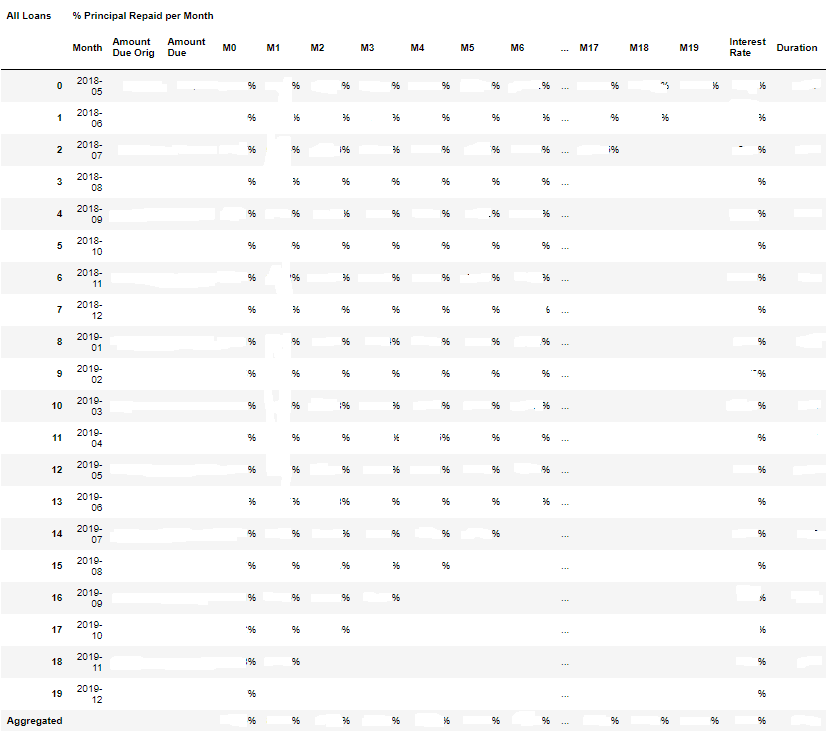 All Loans % Principal Repaid per Month
Month Amount Due Orig Amount Due M0 M1 M2 M3 M4 M5 M6 ... M17 M18 M19 Interest Rate Duration
0 2018-05 % % % % % % % ... % % % %
1 2018-06 % % % % % % % ... % % %
2 2018-07 % % % % % % % ... % %
3 2018-08 % % % % % % % ... %
4 2018-09 % % % % % % % ... %
5 2018-10 % % % % % % % ... %
6 2018-11 % % % % % % % ... %
7 2018-12 % % % % % % % ... %
8 2019-01 % % % % % % % ... %
9 2019-02 % % % % % % % ... %
10 2019-03 % % % % % % % ... %
11 2019-04 % % % % % % % ... %
12 2019-05 % % % % % % % ... %
13 2019-06 % % % % % % % ... %
14 2019-07 % % % % % % ... %
15 2019-08 % % % % % ... %
16 2019-09 % % % % ... %
17 2019-10 % % % ... %
18 2019-11 % % ... %
19 2019-12 % ... %
Aggregated % % % % % % % ... % % % %